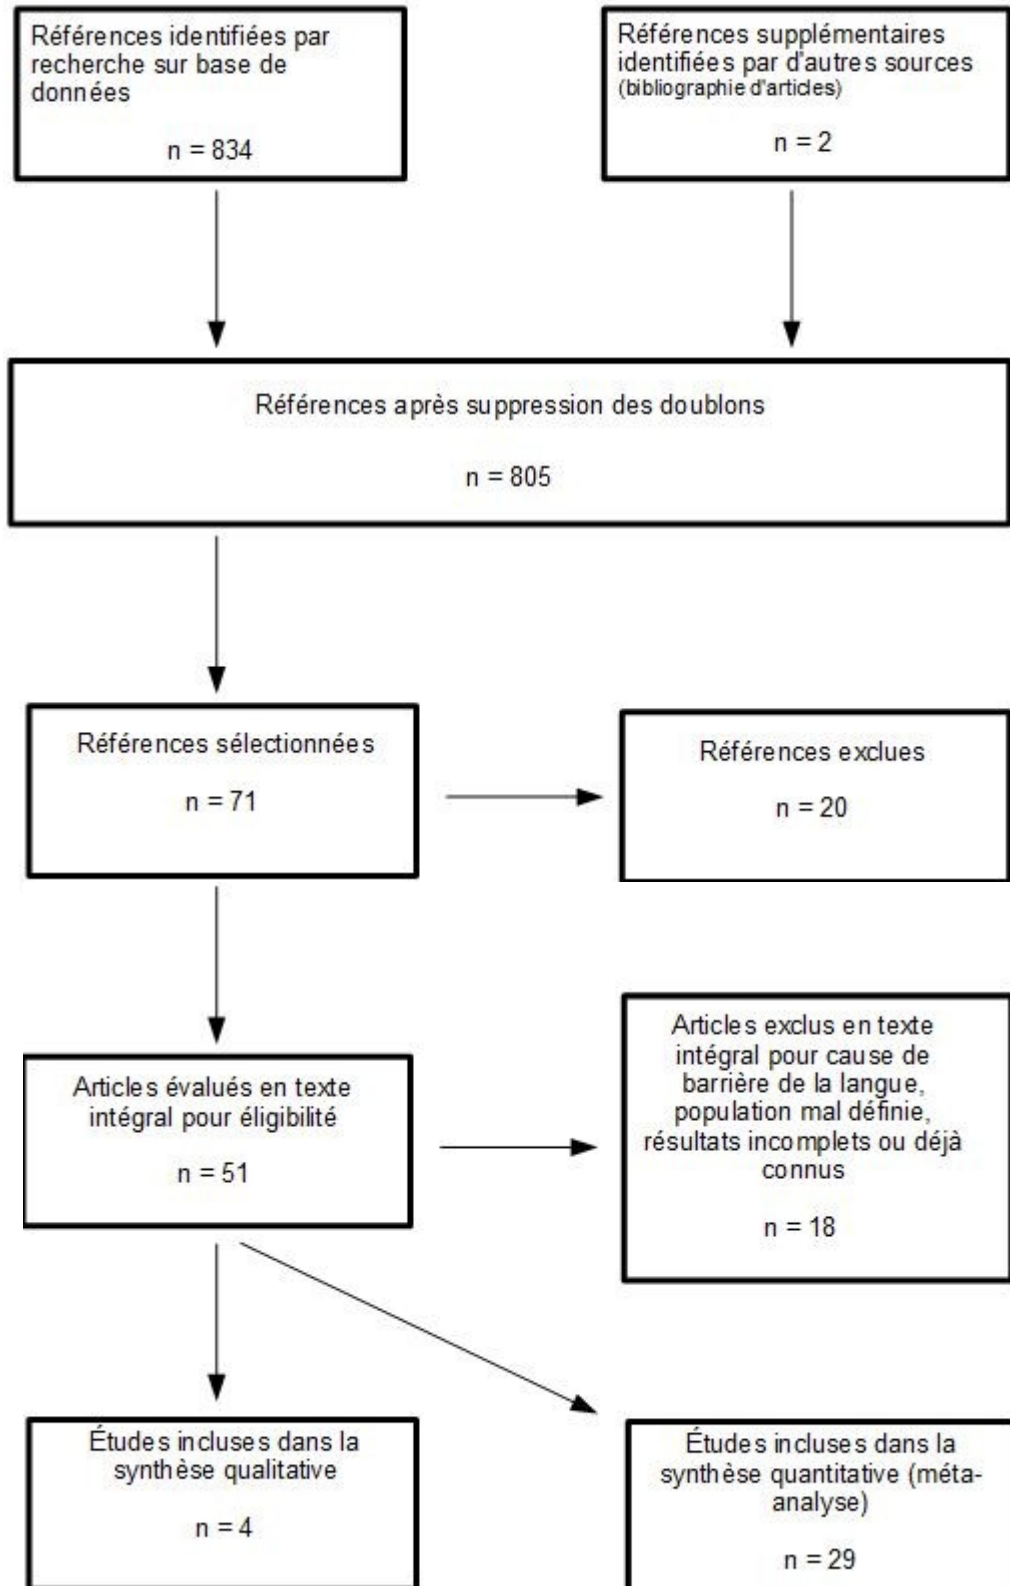 Références identifiées par
recherche sur base de
données
n = 834
Références supplémentaires
identifiées par d'autres sources
(bibliographie d'articles)
n = 2
Références après suppression des doublons
n = 805
Références sélectionnées
n = 71
Références exclues
n = 20
Articles évalués en texte
intégral pour éligibilité
n = 51
Articles exclus en texte
intégral pour cause de
barrière de la langue,
population mal définie,
résultats incomplets ou déjà
connus
n = 18
Études incluses dans la
synthèse qualitative
n = 4
Études incluses dans la
synthèse quantitative (méta-
analyse)
n = 29